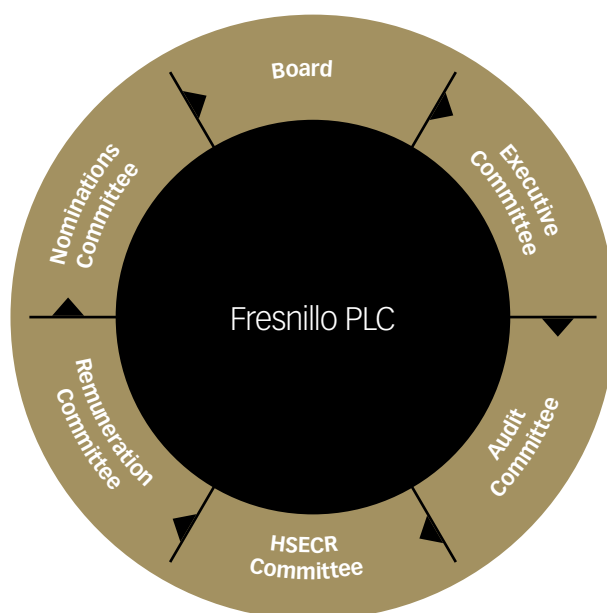 Board
Executive
Committee
Audit
Committee
HSECR
Committee
Remuneration
Committee
Nominations
Committee
Fresnillo PLC